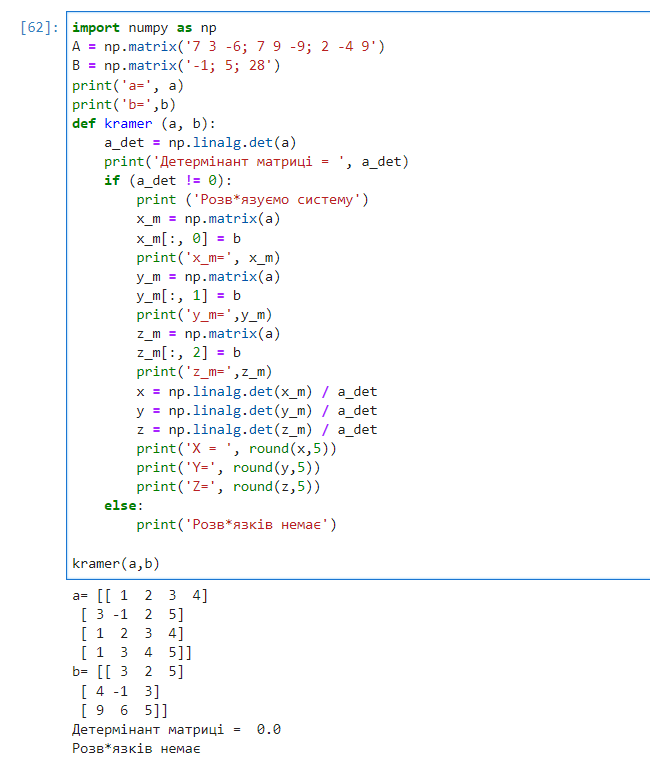 [62]: import numpy as np
A = np.matrix('7 3 -6; 7 9 -9; 2 -4 9')
B = np.matrix('-1; 5; 28')
print('a=', a)
print('b=',b)
def kramer (a, b):
    a_det = np.linalg.det(a)
    print('Детермінант матриці = ', a_det)
    if (a_det != 0):
        print ('Розв*язуємо систему')
        x_m = np.matrix(a)
        x_m[:, 0] = b
        print('x_m=', x_m)
        y_m = np.matrix(a)
        y_m[:, 1] = b
        print('y_m=',y_m)
        z_m = np.matrix(a)
        z_m[:, 2] = b
        print('z_m=',z_m)
        x = np.linalg.det(x_m) / a_det
        y = np.linalg.det(y_m) / a_det
        z = np.linalg.det(z_m) / a_det
        print('X = ', round(x,5))
        print('Y=', round(y,5))
        print('Z=', round(z,5))
    else:
        print('Розв*язків немає')
kramer(a,b)
a= [[ 1  2  3  4]
 [ 3 -1  2  5]
 [ 1  2  3  4]
 [ 1  3  4  5]]
b= [[ 3  2  5]
 [ 4 -1  3]
 [ 9  6  5]]
Детермінант матриці =  0.0
Розв*язків немає